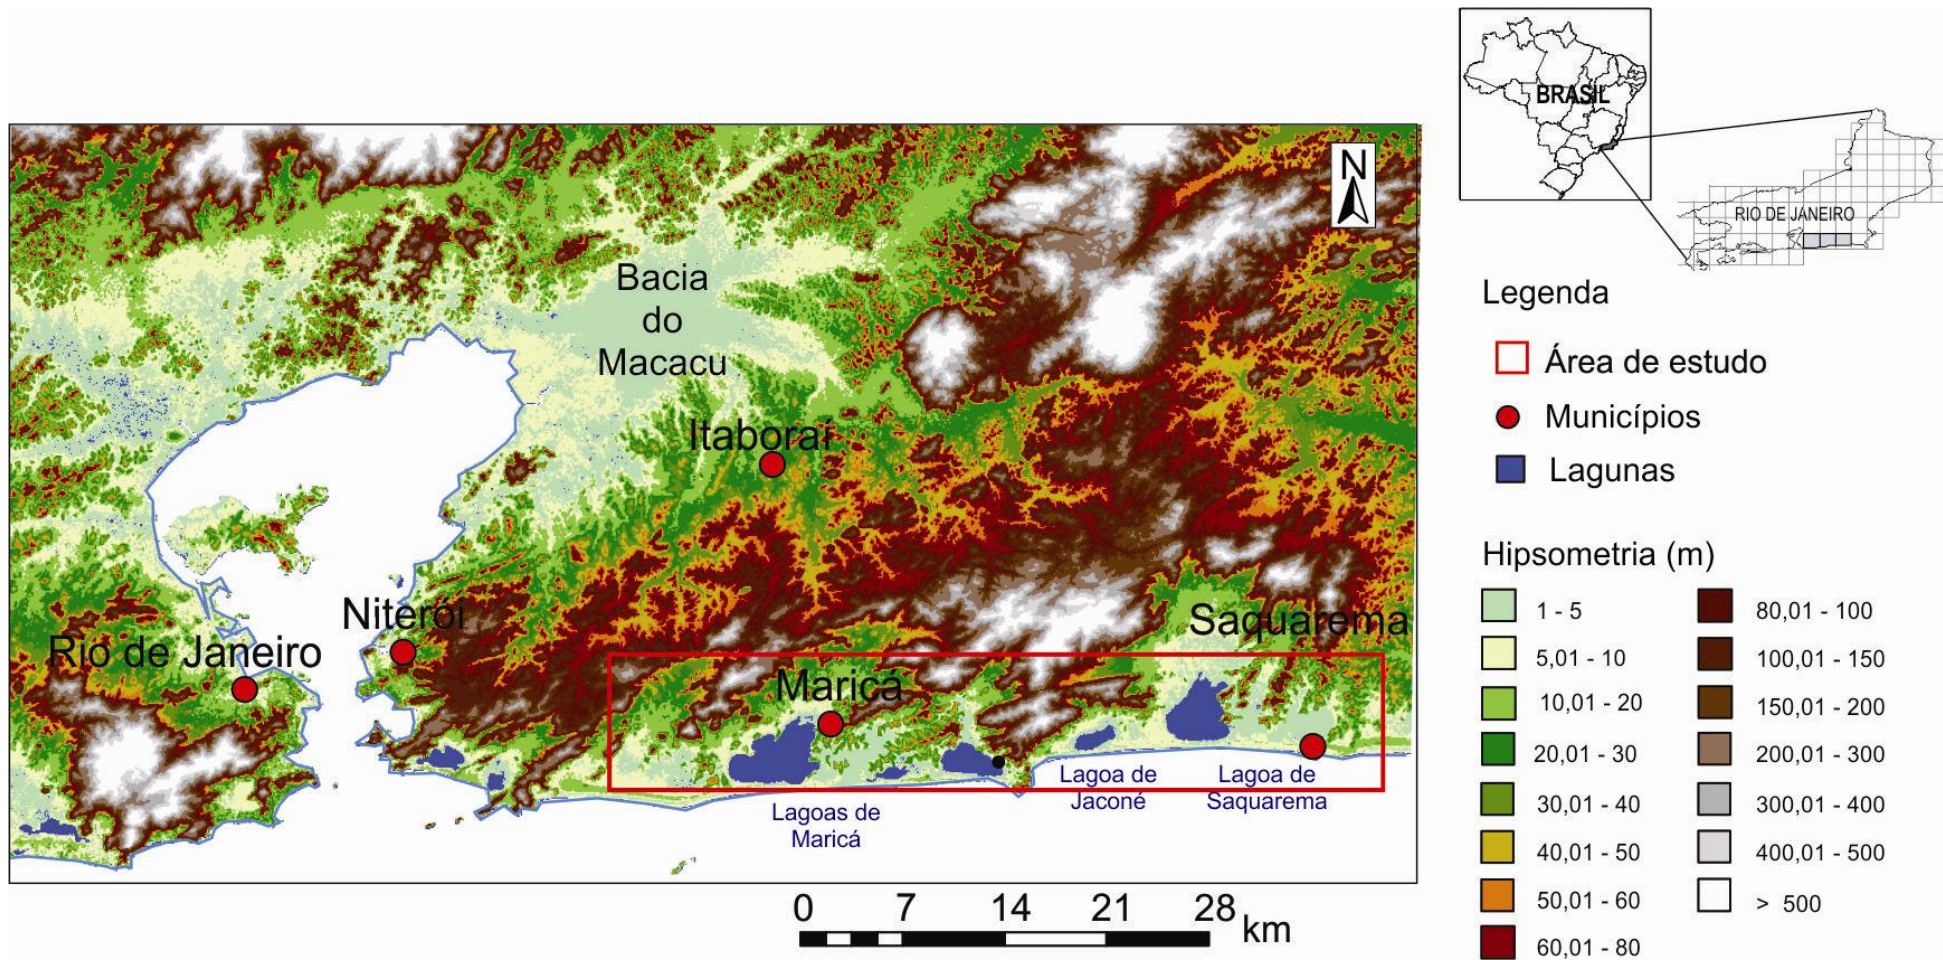 BRASIL
RIO DE JANEIRO
N
Bacia
do
Macacu
Itaboraí
Niterói
Rio de Janeiro
Saquarema
Maricá
Lagoa de
Jaconé
Lagoa de
Saquarema
Lagoas de
Maricá
0 7 14 21 28 km
Legenda
Área de estudo
Municípios
Lagunas
Hipsometria (m)
1 - 5
5,01 - 10
10,01 - 20
20,01 - 30
30,01 - 40
40,01 - 50
50,01 - 60
60,01 - 80
80,01 - 100
100,01 - 150
150,01 - 200
200,01 - 300
300,01 - 400
400,01 - 500
> 500